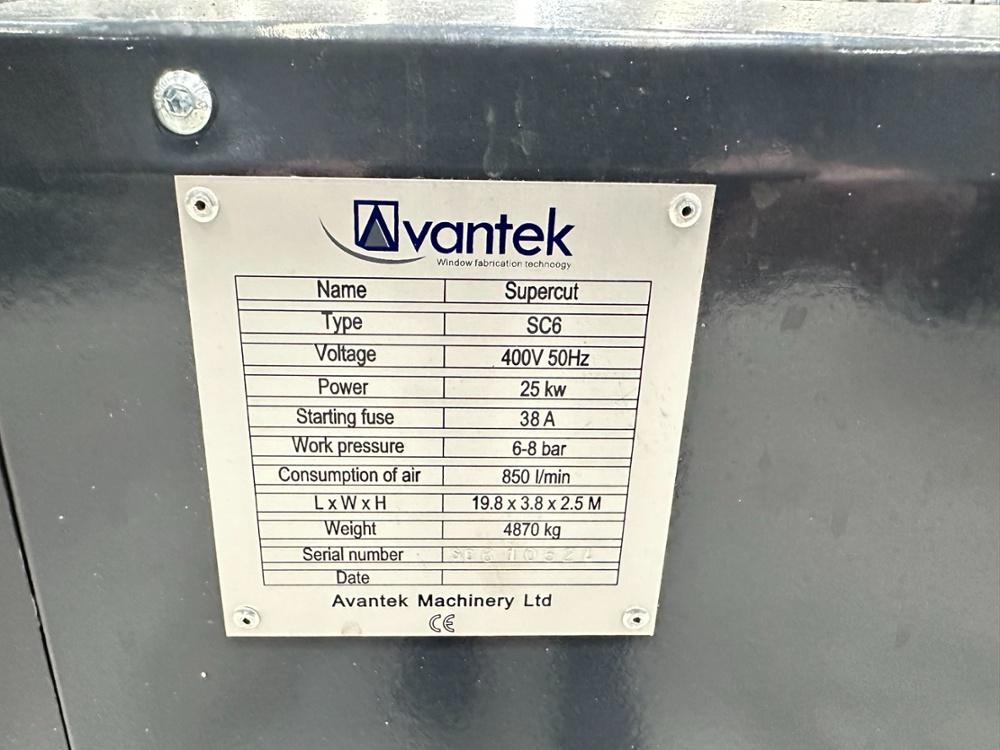 Avantek
Window fabrication technoogy
Name Supercut
Type SC6
Voltage 400V 50Hz
Power 25 kw
Starting fuse 38 A
Work pressure 6-8 bar
Consumption of air 850 l/min
L x W x H 19.8 x 3.8 x 2.5 M
Weight 4870 kg
Serial number
Date
Avantek Machinery Ltd
CE